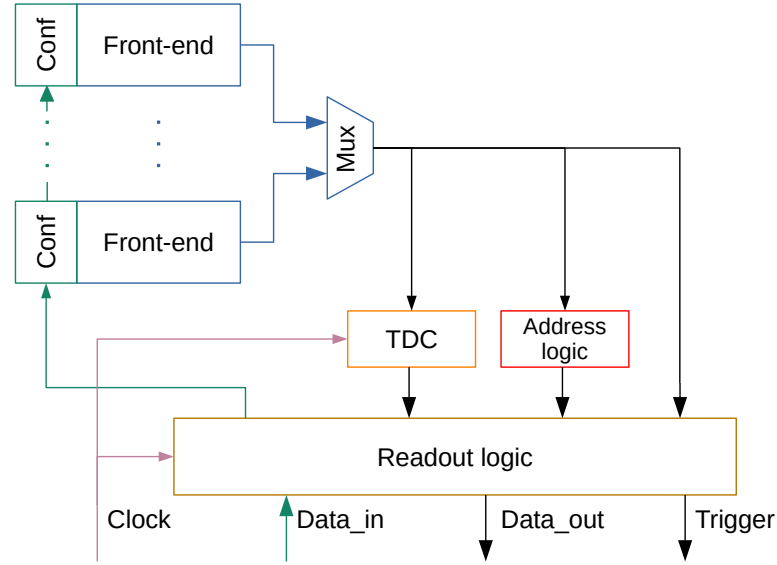 Conf
Front-end
Mux
Conf
Front-end
TDC
Address
logic
Readout logic
Clock
Data_in
Data_out
Trigger